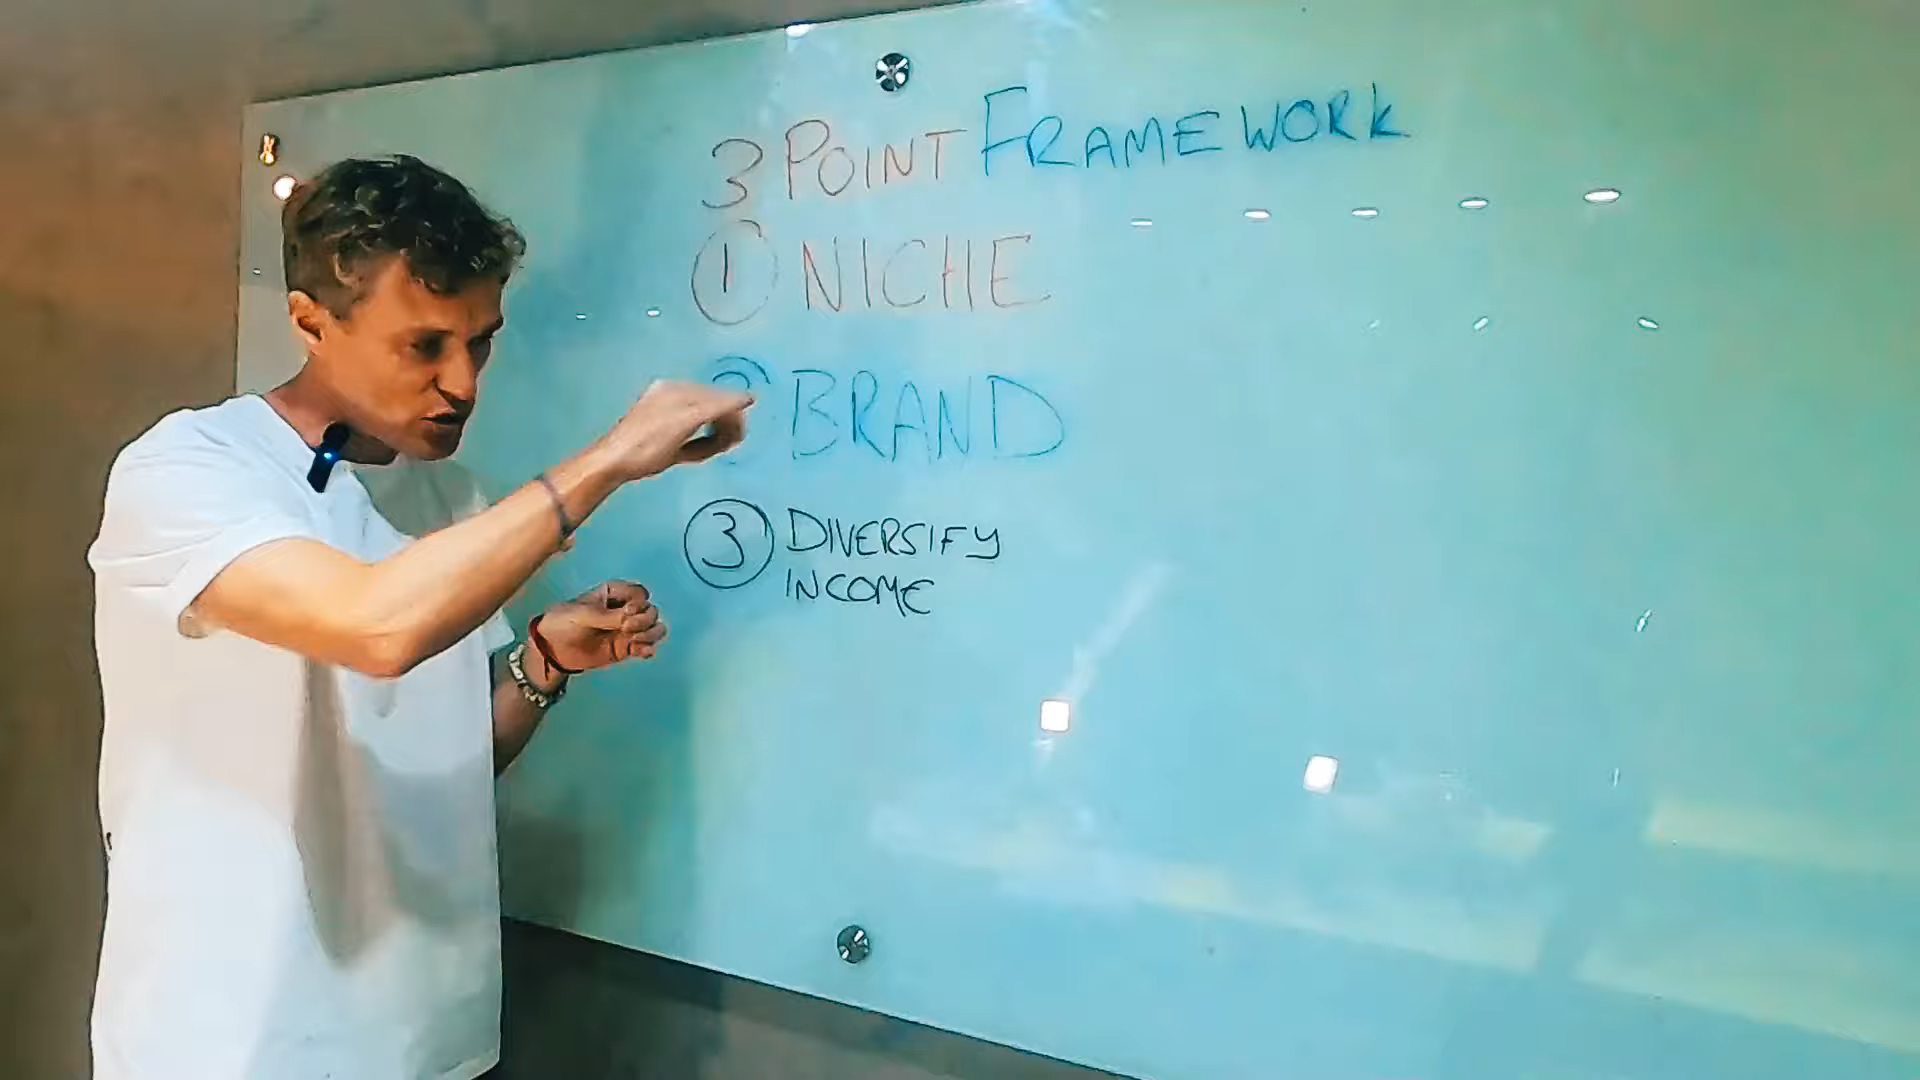 3 POINT FRAMEWORK
1 NICHE
2 BRAND
3 DIVERSIFY
INCOME